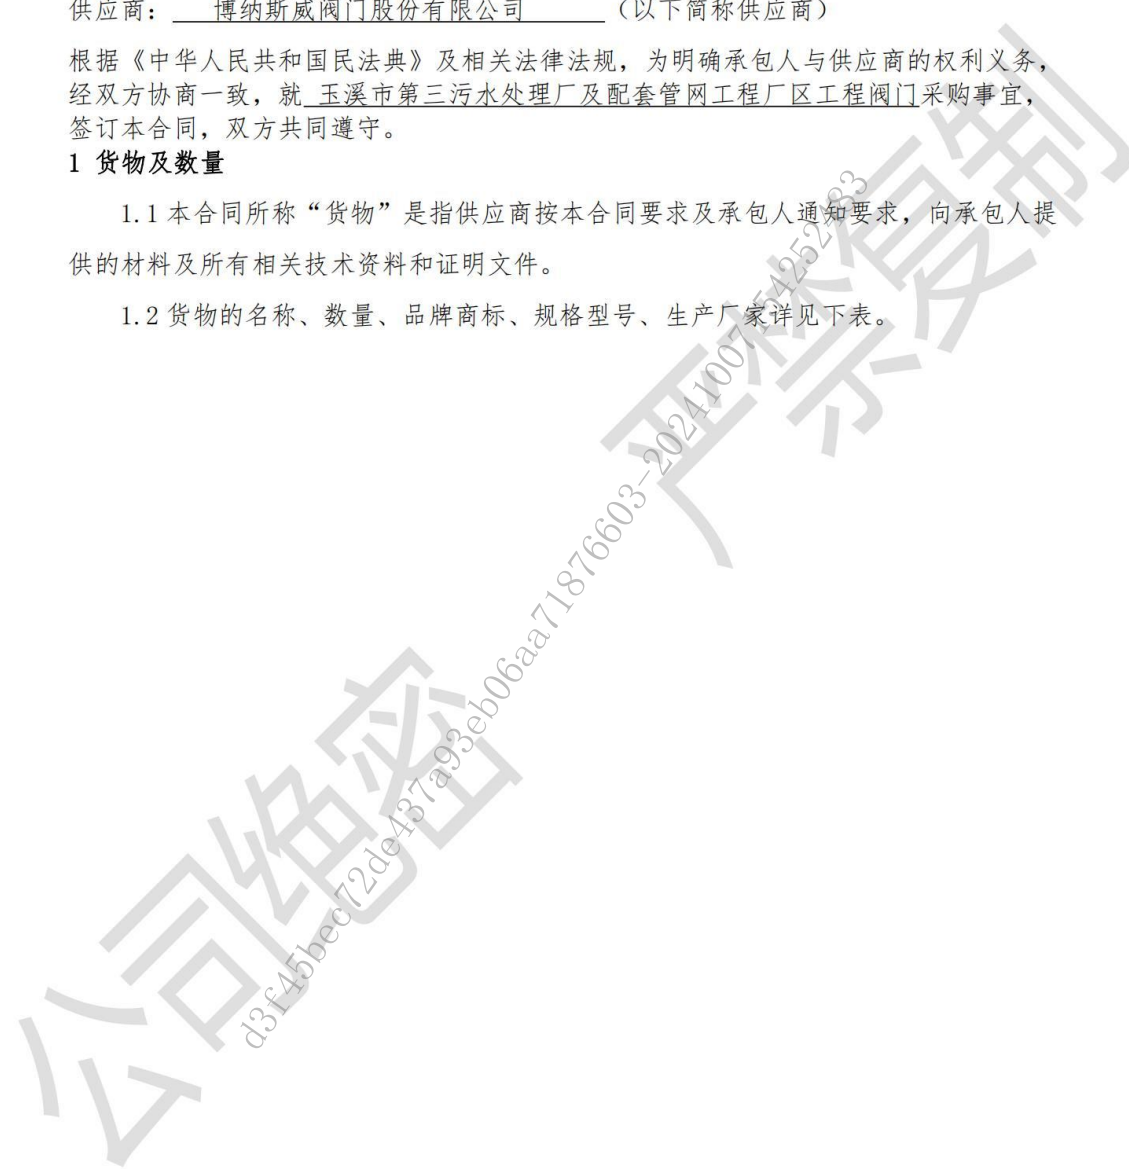 供应商： 博纳斯威阀门股份有限公司 （以下简称供应商）
根据《中华人民共和国民法典》及相关法律法规，为明确承包人与供应商的权利义务，
经双方协商一致，就 玉溪市第三污水处理厂及配套管网工程厂区工程阀门采购事宜，
签订本合同，双方共同遵守。
1 货物及数量
1.1 本合同所称“货物”是指供应商按本合同要求及承包人通知要求，向承包人提
供的材料及所有相关技术资料和证明文件。
1.2 货物的名称、数量、品牌商标、规格型号、生产厂家详见下表。
公司绝密
严禁复制